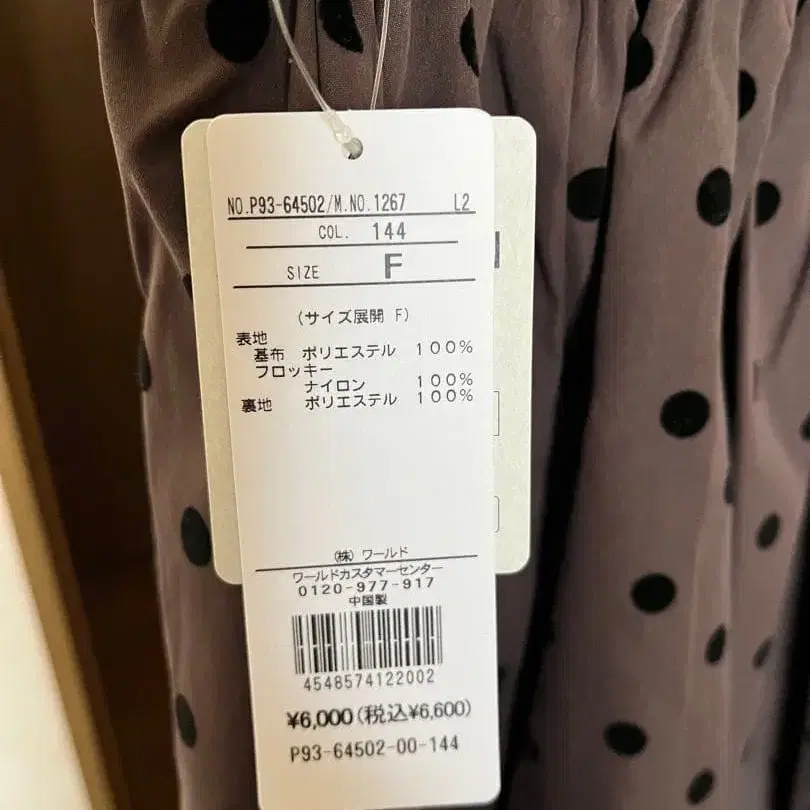 NO.P93-64502/M.NO.1267 L2
COL. 144
SIZE F
(サイズ展開 F)
表地
基布 ポリエステル 100%
フロッキー
ナイロン 100%
裏地 ポリエステル 100%
(株) ワールド
ワールドカスタマーセンター
0120-977-917
中国製
4548574122002
¥6,000(税込¥6,600)
P93-64502-00-144